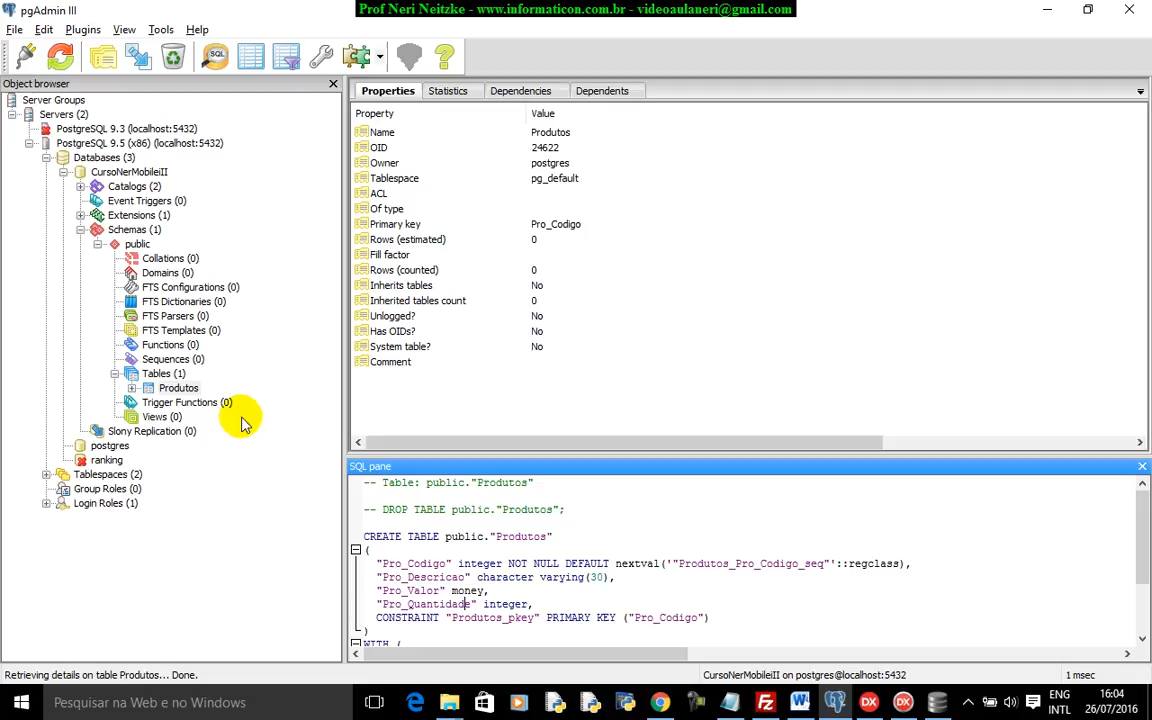 pgAdmin III
Prof Neri Neitzke - www.informaticon.com.br - videoaulaneri@gmail.com
File Edit Plugins View Tools Help
SQL
Object browser
Server Groups
Servers (2)
PostgreSQL 9.3 (localhost:5432)
PostgreSQL 9.5 (x86) (localhost:5432)
Databases (3)
CursoNerMobileiII
Catalogs (2)
Event Triggers (0)
Extensions (1)
Schemas (1)
public
Collations (0)
Domains (0)
FTS Configurations (0)
FTS Dictionaries (0)
FTS Parsers (0)
FTS Templates (0)
Functions (0)
Sequences (0)
Tables (1)
Produtos
Trigger Functions (0)
Views (0)
Slony Replication (0)
postgres
ranking
Tablespaces (2)
Group Roles (0)
Login Roles (1)
Properties Statistics Dependencies Dependents
Property Value
Name Produtos
OID 24622
Owner postgres
Tablespace pg_default
ACL
Of type
Primary key Pro_Codigo
Rows (estimated) 0
Fill factor
Rows (counted) 0
Inherits tables No
Inherited tables count 0
Unlogged? No
Has OIDs? No
System table? No
Comment
SQL pane
-- Table: public."Produtos"
-- DROP TABLE public."Produtos";
CREATE TABLE public."Produtos"
(
"Pro_Codigo" integer NOT NULL DEFAULT nextval('"Produtos_Pro_Codigo_seq"'::regclass),
"Pro_Descricao" character varying(30),
"Pro_Valor" money,
"Pro_Quantidade" integer,
CONSTRAINT "Produtos_pkey" PRIMARY KEY ("Pro_Codigo")
)
WITH (
Retrieving details on table Produtos... Done. CursoNerMobileiII on postgres@localhost:5432 1 msec
Pesquisar na Web e no Windows
ENG 16:04
INTL 26/07/2016